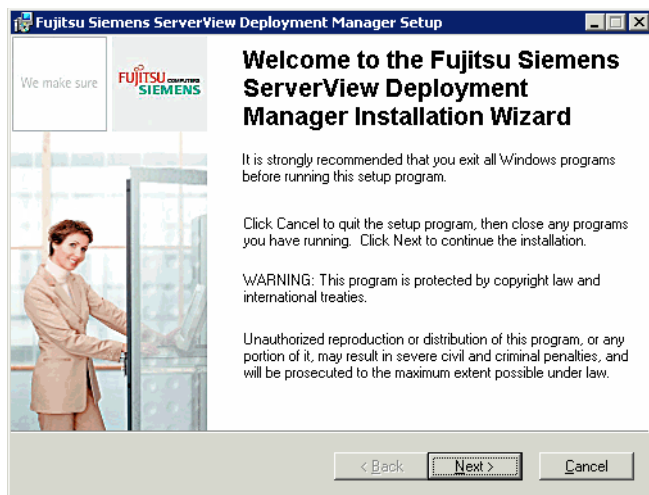 Fujitsu Siemens ServerView Deployment Manager Setup
We make sure
FUJITSU COMPUTERS
SIEMENS
Welcome to the Fujitsu Siemens
ServerView Deployment
Manager Installation Wizard
It is strongly recommended that you exit all Windows programs
before running this setup program.
Click Cancel to quit the setup program, then close any programs
you have running. Click Next to continue the installation.
WARNING: This program is protected by copyright law and
international treaties.
Unauthorized reproduction or distribution of this program, or any
portion of it, may result in severe civil and criminal penalties, and
will be prosecuted to the maximum extent possible under law.
< Back
Next >
Cancel